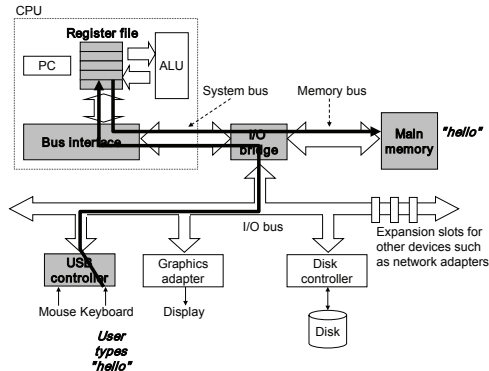 CPU
Register file
PC
ALU
System bus
Memory bus
Bus interface
I/O
bridge
Main
memory
"hello"
I/O bus
Expansion slots for
other devices such
as network adapters
USB
controller
Graphics
adapter
Disk
controller
Mouse Keyboard
Display
Disk
User
types
"hello"